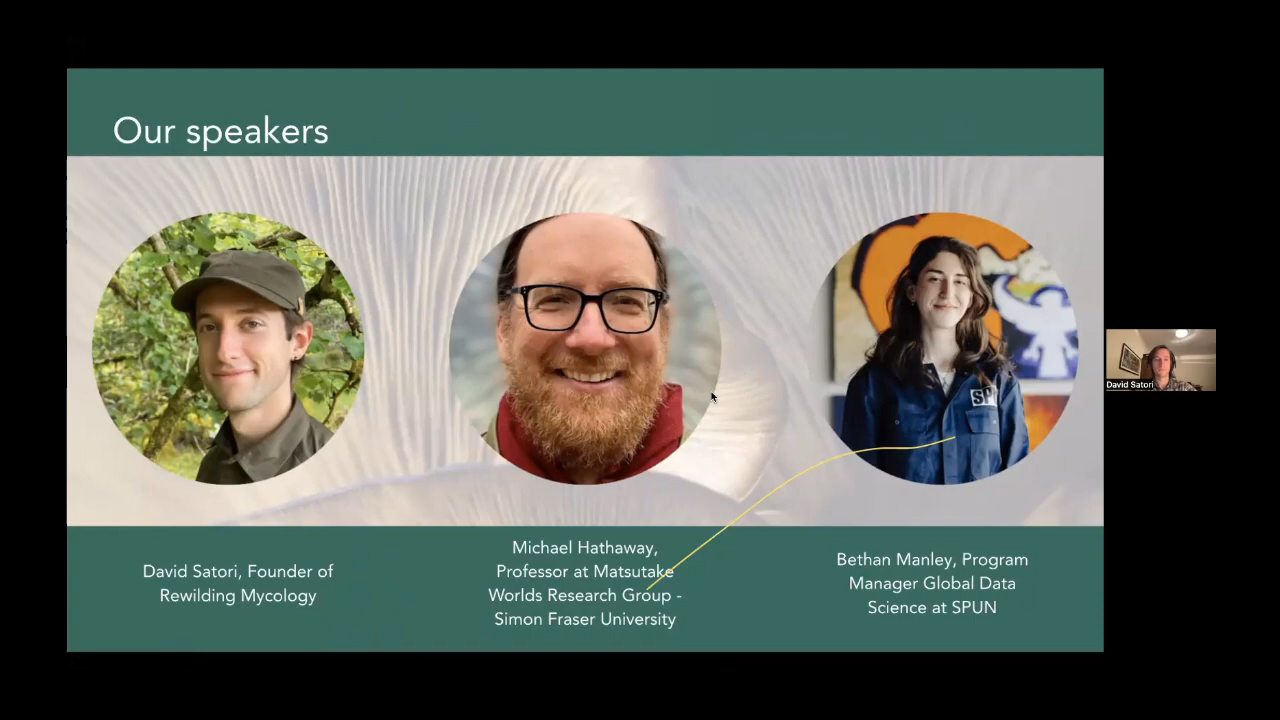 Our speakers
SP
David Satori
David Satori, Founder of
Rewilding Mycology
Michael Hathaway,
Professor at Matsutake
Worlds Research Group -
Simon Fraser University
Bethan Manley, Program
Manager Global Data
Science at SPUN